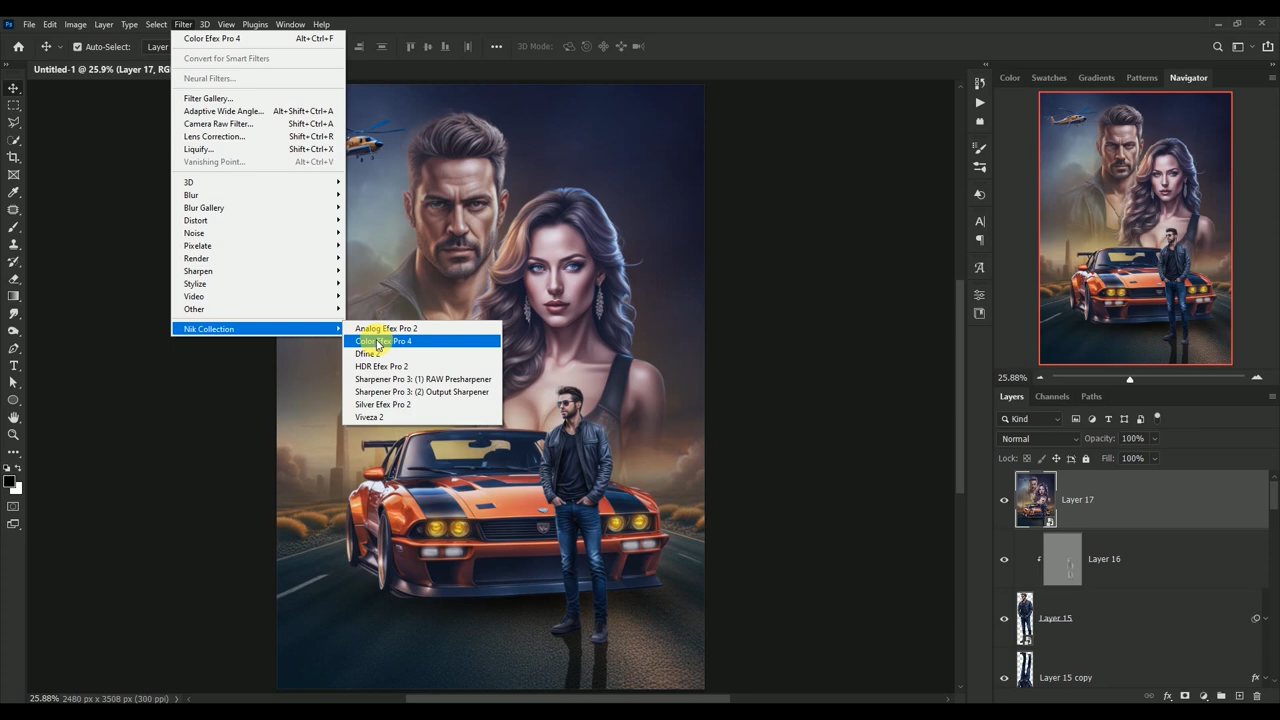 Ps File Edit Image Layer Type Select Filter 3D View Plugins Window Help
Auto-Select: Layer 3D Mode:
Untitled-1 @ 25.9% (Layer 17, RG
Color Efex Pro 4 Alt+Ctrl+F
Convert for Smart Filters
Neural Filters...
Filter Gallery...
Adaptive Wide Angle... Alt+Shift+Ctrl+A
Camera Raw Filter... Shift+Ctrl+A
Lens Correction... Shift+Ctrl+R
Liquify... Shift+Ctrl+X
Vanishing Point... Alt+Ctrl+V
3D
Blur
Blur Gallery
Distort
Noise
Pixelate
Render
Sharpen
Stylize
Video
Other
Nik Collection
Analog Efex Pro 2
Color Efex Pro 4
Dfine 2
HDR Efex Pro 2
Sharpener Pro 3: (1) RAW Presharpener
Sharpener Pro 3: (2) Output Sharpener
Silver Efex Pro 2
Viveza 2
Color Swatches Gradients Patterns Navigator
25.88%
Layers Channels Paths
Kind
Normal Opacity: 100%
Lock: Fill: 100%
Layer 17
Layer 16
Layer 15
Layer 15 copy
fx
fx
25.88% 2480 px x 3508 px (300 ppi)